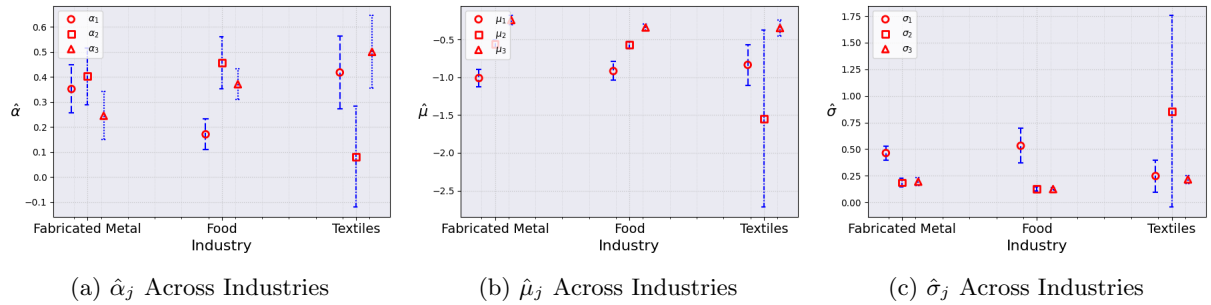 0.6
0.5
0.4
0.3
0.2
0.1
0.0
−0.1
α̂
α₁
α₂
α₃
Fabricated Metal Food Textiles
Industry
(a) α̂ⱼ Across Industries
−0.5
−1.0
−1.5
−2.0
−2.5
μ̂
μ₁
μ₂
μ₃
Fabricated Metal Food Textiles
Industry
(b) μ̂ⱼ Across Industries
1.75
1.50
1.25
1.00
0.75
0.50
0.25
0.00
σ̂
σ₁
σ₂
σ₃
Fabricated Metal Food Textiles
Industry
(c) σ̂ⱼ Across Industries